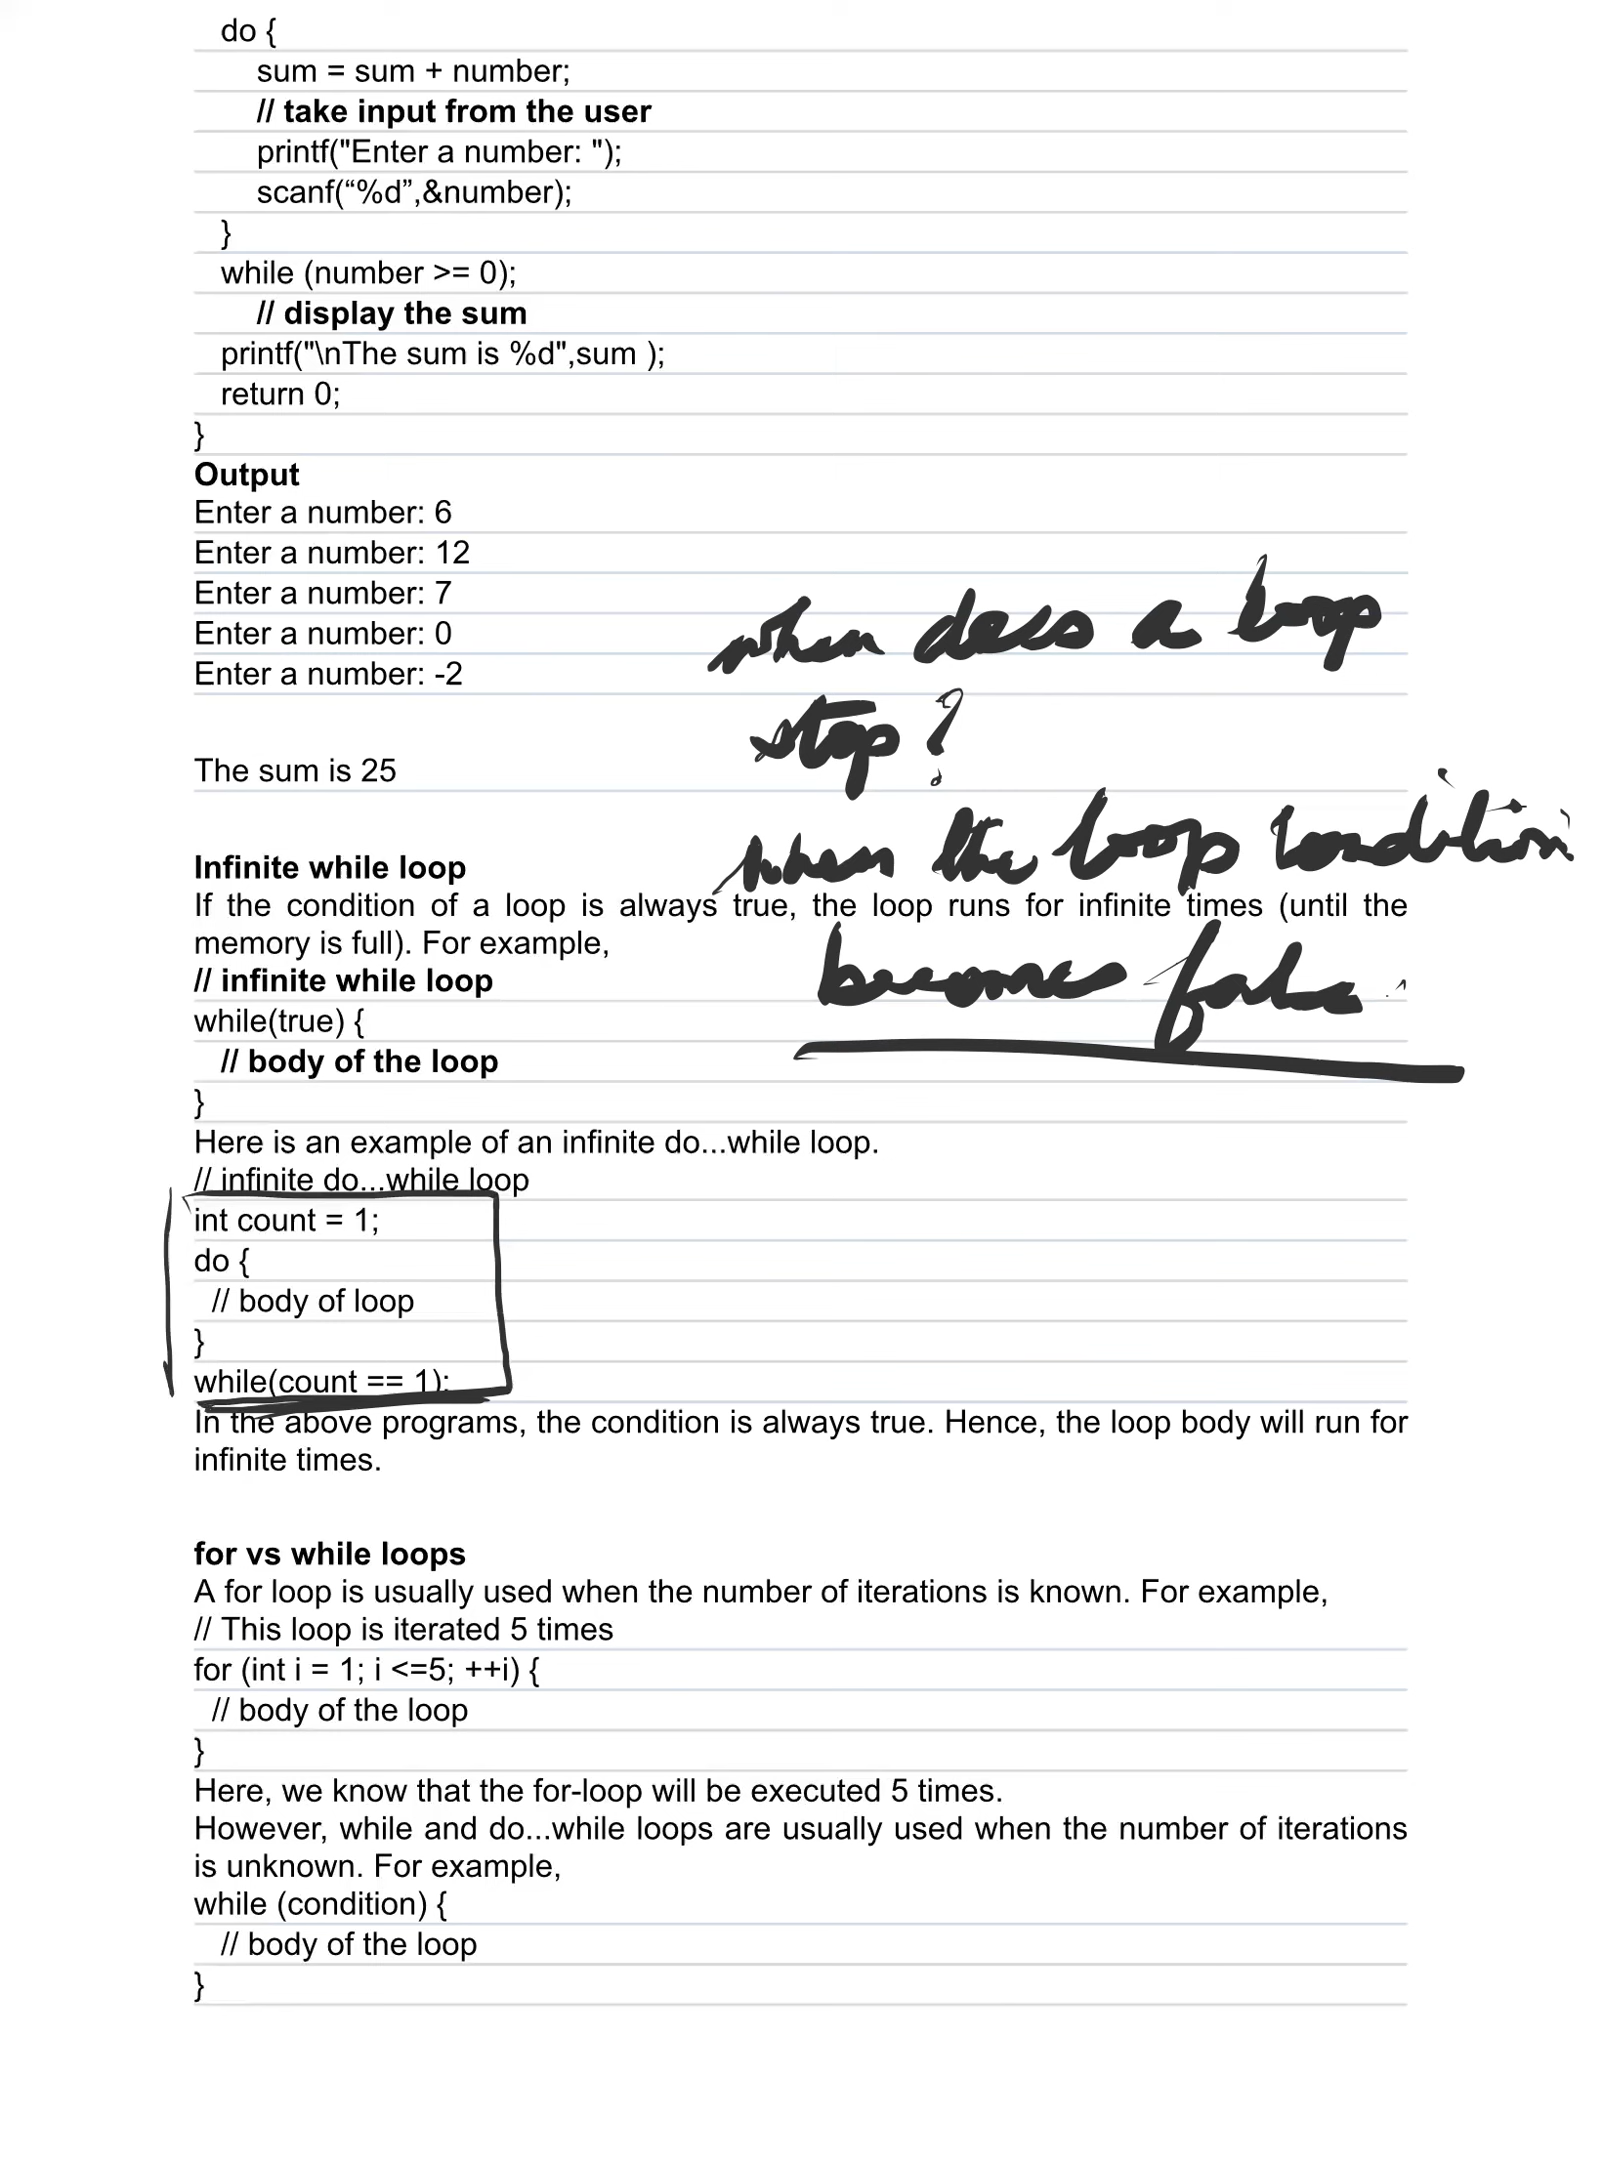 do {
sum = sum + number;
// take input from the user
printf("Enter a number: ");
scanf(“%d”,&number);
}
while (number >= 0);
// display the sum
printf("\nThe sum is %d",sum );
return 0;
}
Output
Enter a number: 6
Enter a number: 12
Enter a number: 7
Enter a number: 0
Enter a number: -2
when does a loop
stop?
The sum is 25
when the loop condition
Infinite while loop
If the condition of a loop is always true, the loop runs for infinite times (until the
memory is full). For example,
becomes false
// infinite while loop
while(true) {
// body of the loop
}
Here is an example of an infinite do...while loop.
// infinite do...while loop
int count = 1;
do {
// body of loop
}
while(count == 1);
In the above programs, the condition is always true. Hence, the loop body will run for
infinite times.
for vs while loops
A for loop is usually used when the number of iterations is known. For example,
// This loop is iterated 5 times
for (int i = 1; i <=5; ++i) {
// body of the loop
}
Here, we know that the for-loop will be executed 5 times.
However, while and do...while loops are usually used when the number of iterations
is unknown. For example,
while (condition) {
// body of the loop
}